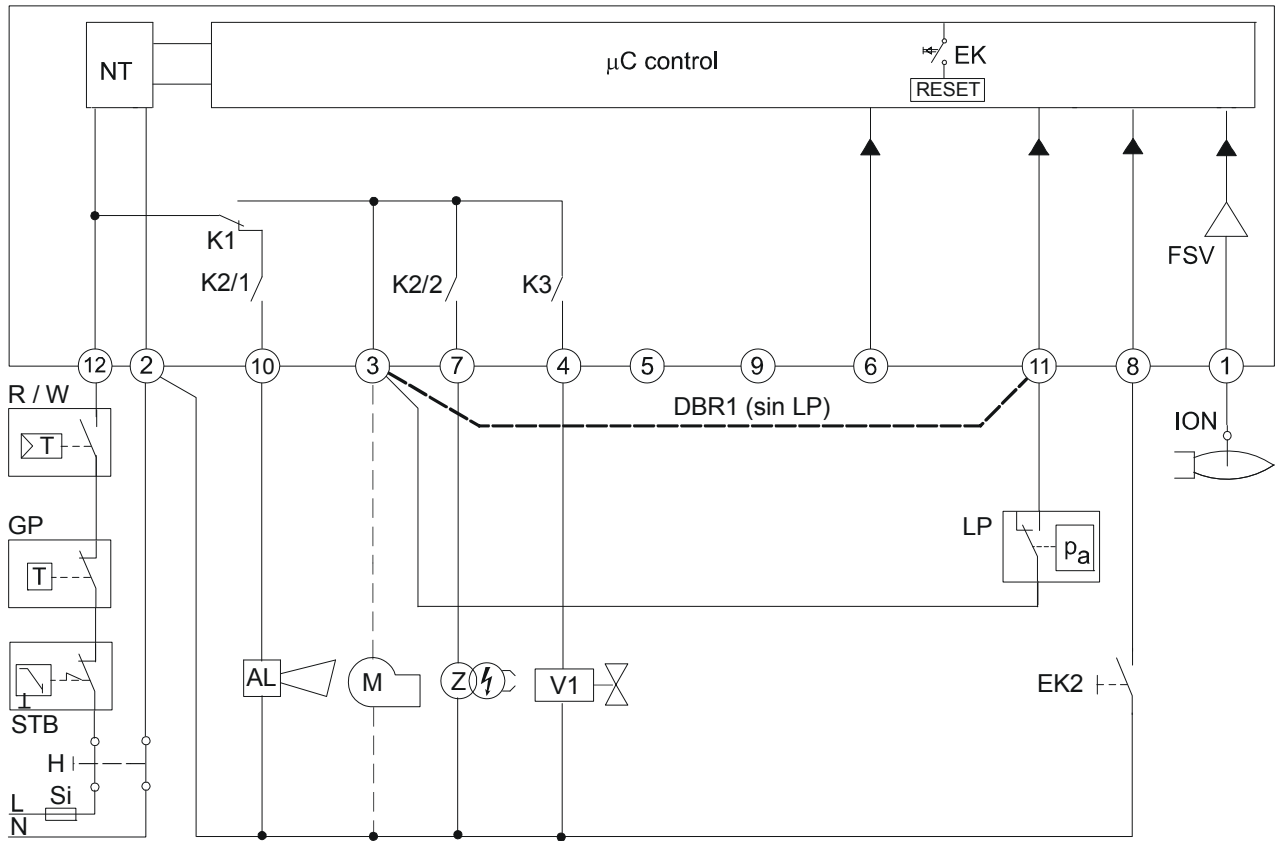 NT
μC control
EK
RESET
K1
K2/1
K2/2
K3
FSV
12
2
10
3
7
4
5
9
6
11
8
1
R / W
T
DBR1 (sin LP)
ION
GP
T
LP
pa
STB
AL
M
Z
V1
EK2
H
Si
L
N